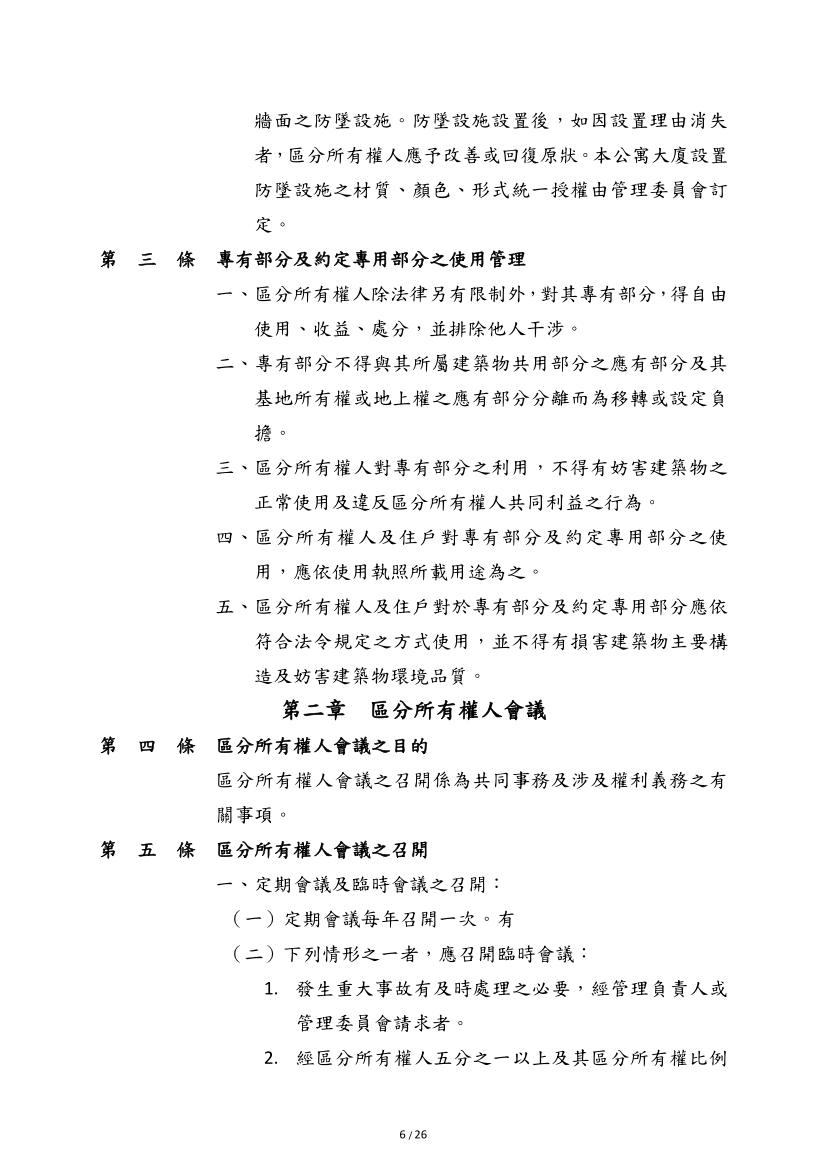 牆面之防墜設施。防墜設施設置後，如因設置理由消失
者，區分所有權人應予改善或回復原狀。本公寓大廈設置
防墜設施之材質、顏色、形式統一授權由管理委員會訂
定。
第 三 條 專有部分及約定專用部分之使用管理
一、區分所有權人除法律另有限制外，對其專有部分，得自由
使用、收益、處分，並排除他人干涉。
二、專有部分不得與其所屬建築物共用部分之應有部分及其
基地所有權或地上權之應有部分分離而為移轉或設定負
擔。
三、區分所有權人對專有部分之利用，不得有妨害建築物之
正常使用及違反區分所有權人共同利益之行為。
四、區分所有權人及住戶對專有部分及約定專用部分之使
用，應依使用執照所載用途為之。
五、區分所有權人及住戶對於專有部分及約定專用部分應依
符合法令規定之方式使用，並不得有損害建築物主要構
造及妨害建築物環境品質。
第二章 區分所有權人會議
第 四 條 區分所有權人會議之目的
區分所有權人會議之召開係為共同事務及涉及權利義務之有
關事項。
第 五 條 區分所有權人會議之召開
一、定期會議及臨時會議之召開：
（一）定期會議每年召開一次。有
（二）下列情形之一者，應召開臨時會議：
1. 發生重大事故有及時處理之必要，經管理負責人或
管理委員會請求者。
2. 經區分所有權人五分之一以上及其區分所有權比例
6 / 26